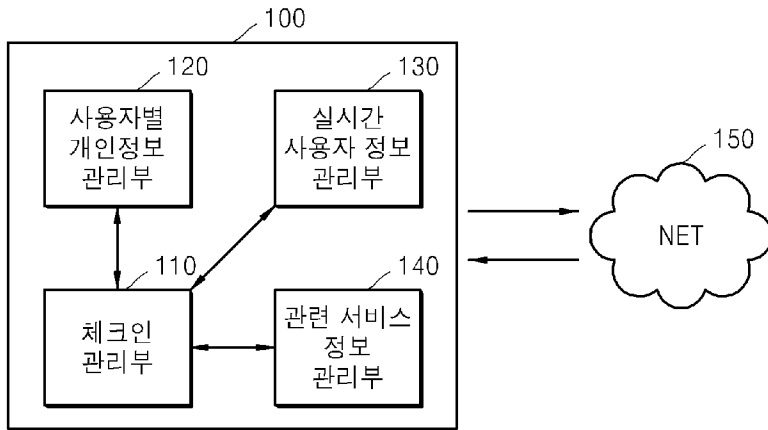 100
120
사용자별
개인정보
관리부
130
실시간
사용자 정보
관리부
150
NET
110
체크인
관리부
140
관련 서비스
정보
관리부